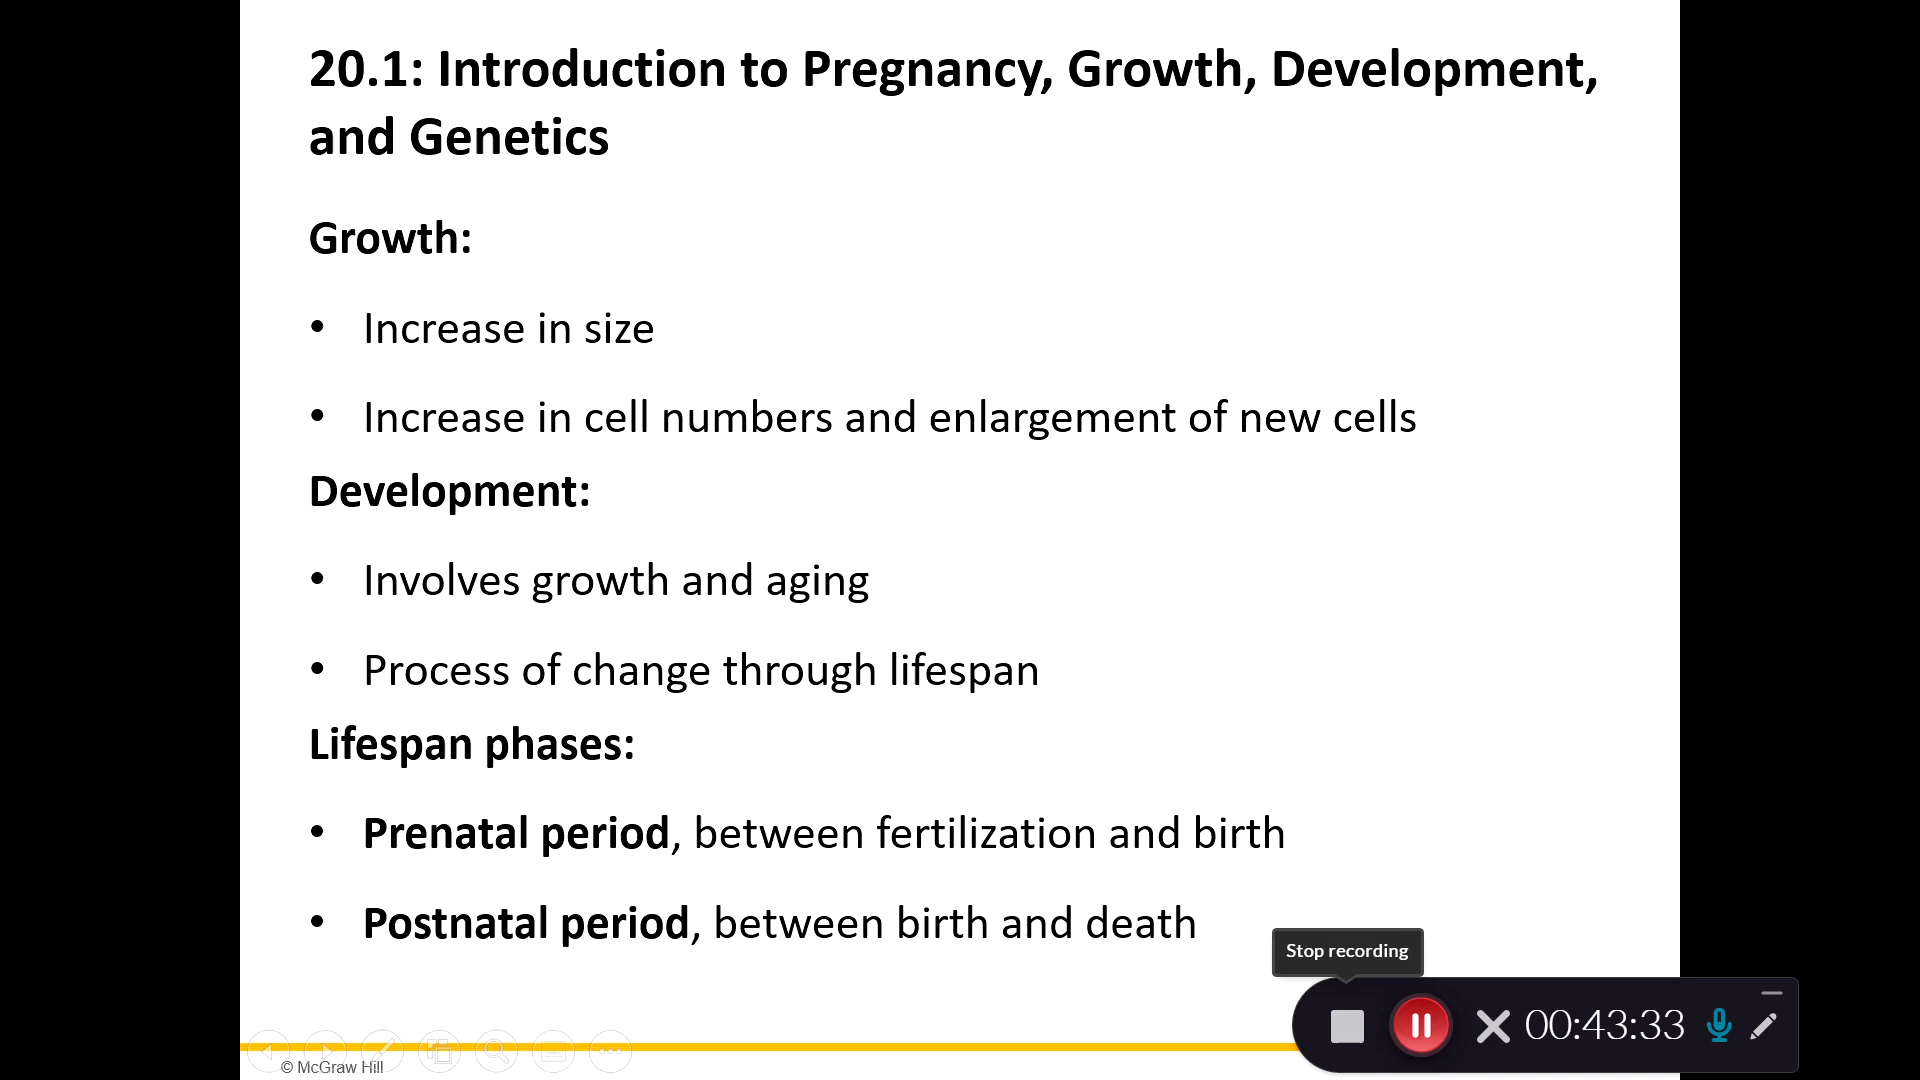 20.1: Introduction to Pregnancy, Growth, Development,
and Genetics
Growth:
• Increase in size
• Increase in cell numbers and enlargement of new cells
Development:
• Involves growth and aging
• Process of change through lifespan
Lifespan phases:
• Prenatal period, between fertilization and birth
• Postnatal period, between birth and death
Stop recording
00:43:33
© McGraw Hill